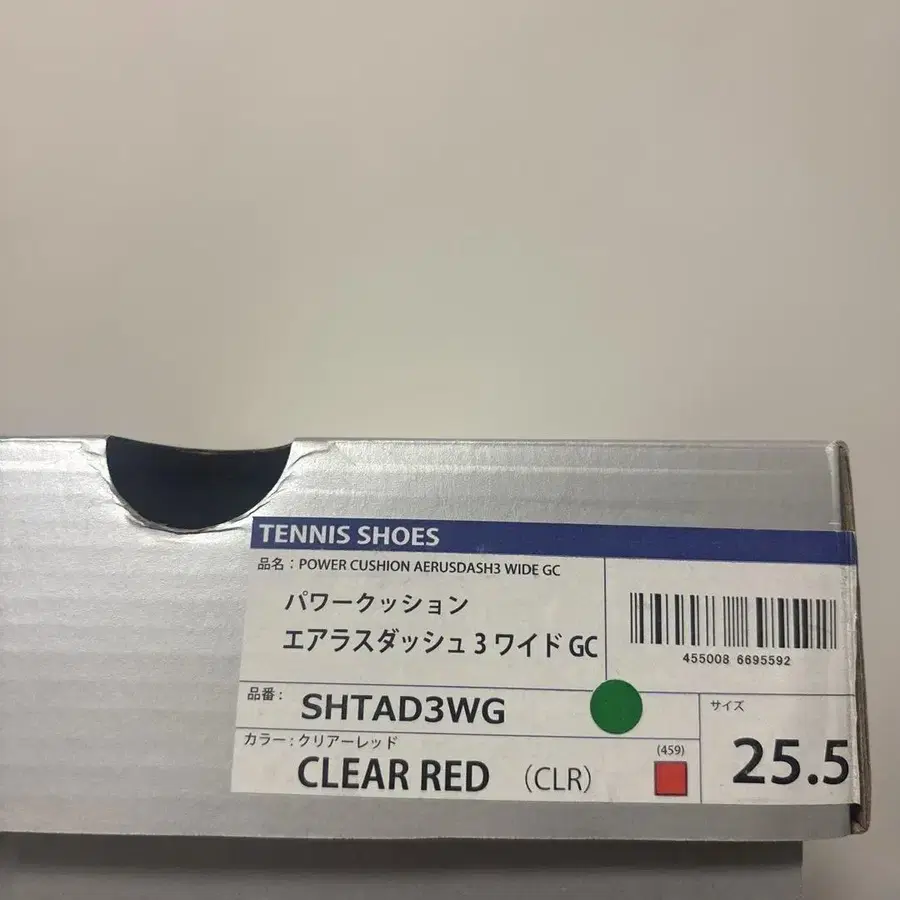 TENNIS SHOES
品名：POWER CUSHION AERUSDASH3 WIDE GC
パワークッション
エアラスダッシュ 3 ワイド GC
455008 6695592
品番：
SHTAD3WG
サイズ
25.5
カラー：クリアーレッド
CLEAR RED （CLR）
(459)